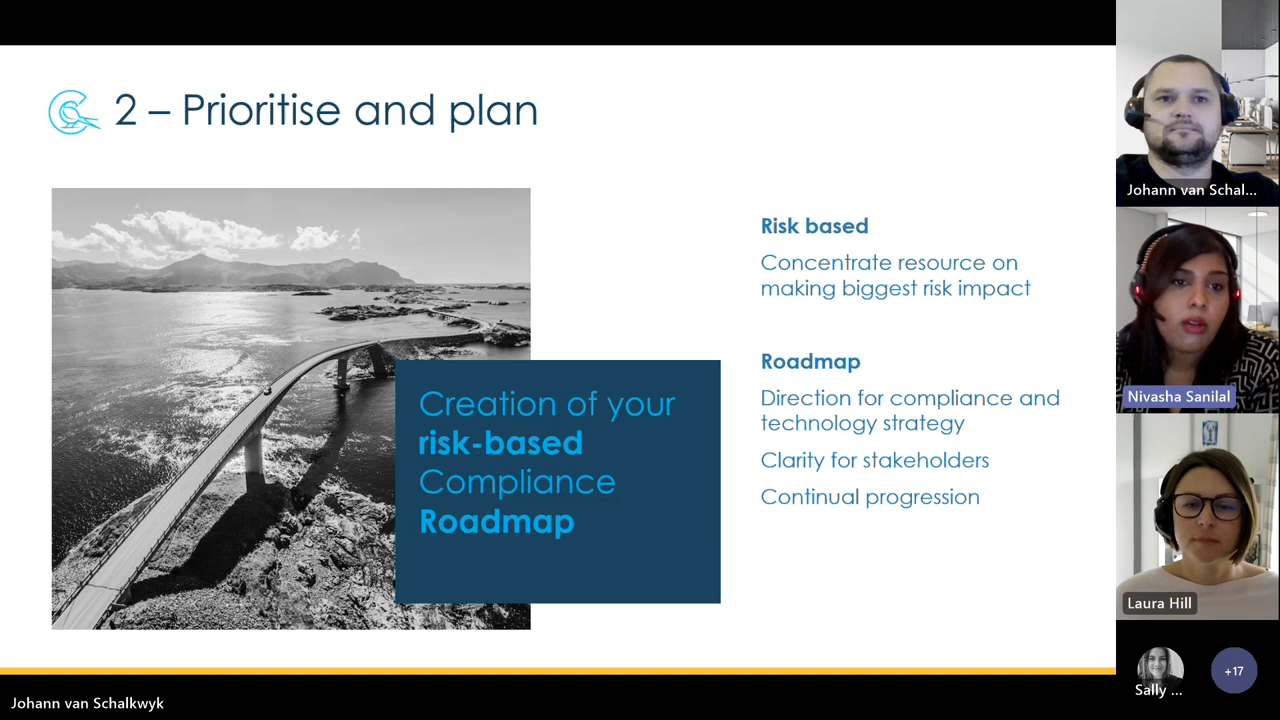 2 – Prioritise and plan
Creation of your
risk-based
Compliance
Roadmap
Risk based
Concentrate resource on
making biggest risk impact
Roadmap
Direction for compliance and
technology strategy
Clarity for stakeholders
Continual progression
Johann van Schal...
Nivasha Sanilal
Laura Hill
Sally ...
+17
Johann van Schalkwyk